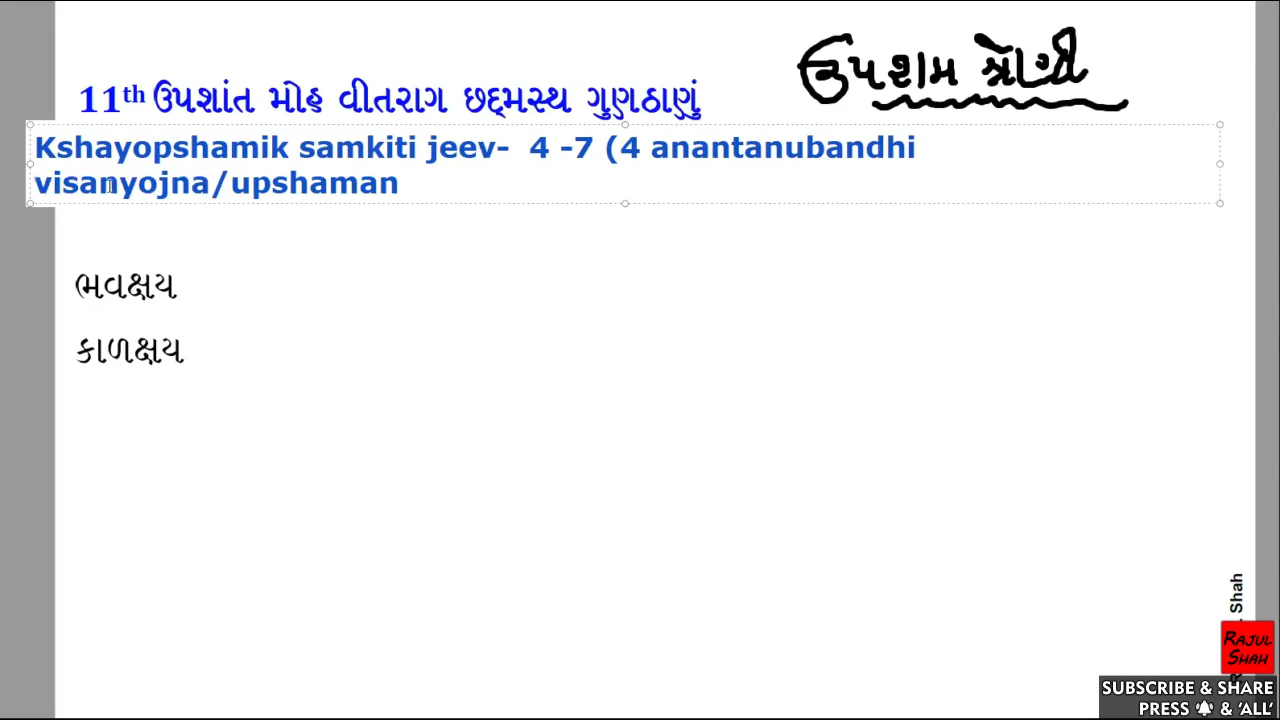 ઉપશમ શ્રેણી
11th ઉપશાંત મોહ વીતરાગ છદ્મસ્થ ગુણઠાણું
Kshayopshamik samkiti jeev-  4 -7 (4 anantanubandhi
visanyojna/upshaman
ભવક્ષય
કાળક્ષય
Shah
RAJUL
SHAH
SUBSCRIBE & SHARE
PRESS 🔔 & ‘ALL’